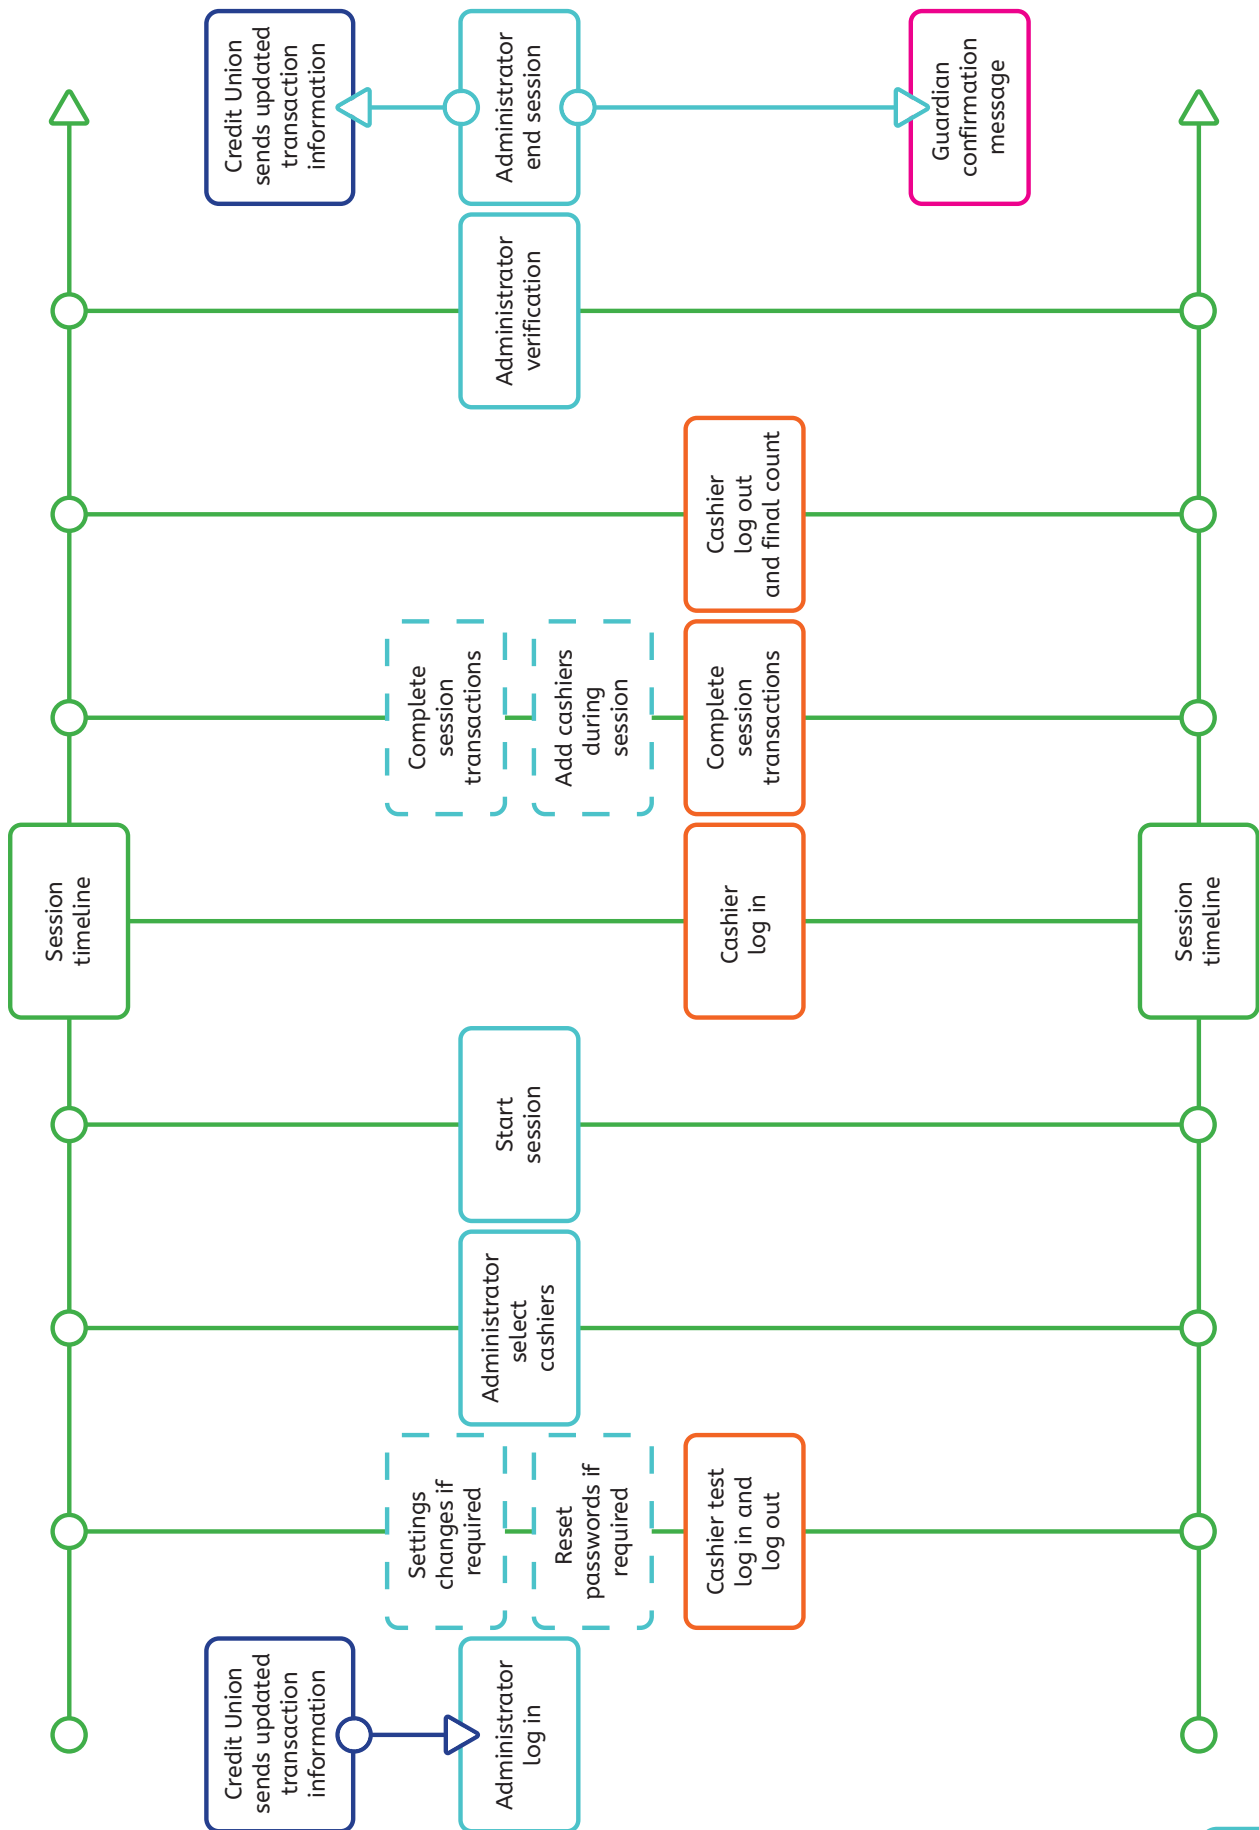 Session
timeline
Credit Union
sends updated
transaction
information
Administrator
log in
Settings
changes if
required
Reset
passwords if
required
Cashier test
log in and
log out
Administrator
select
cashiers
Start
session
Cashier
log in
Complete
session
transactions
Add cashiers
during
session
Complete
session
transactions
Cashier
log out
and final count
Administrator
verification
Credit Union
sends updated
transaction
information
Administrator
end session
Guardian
confirmation
message
Session
timeline